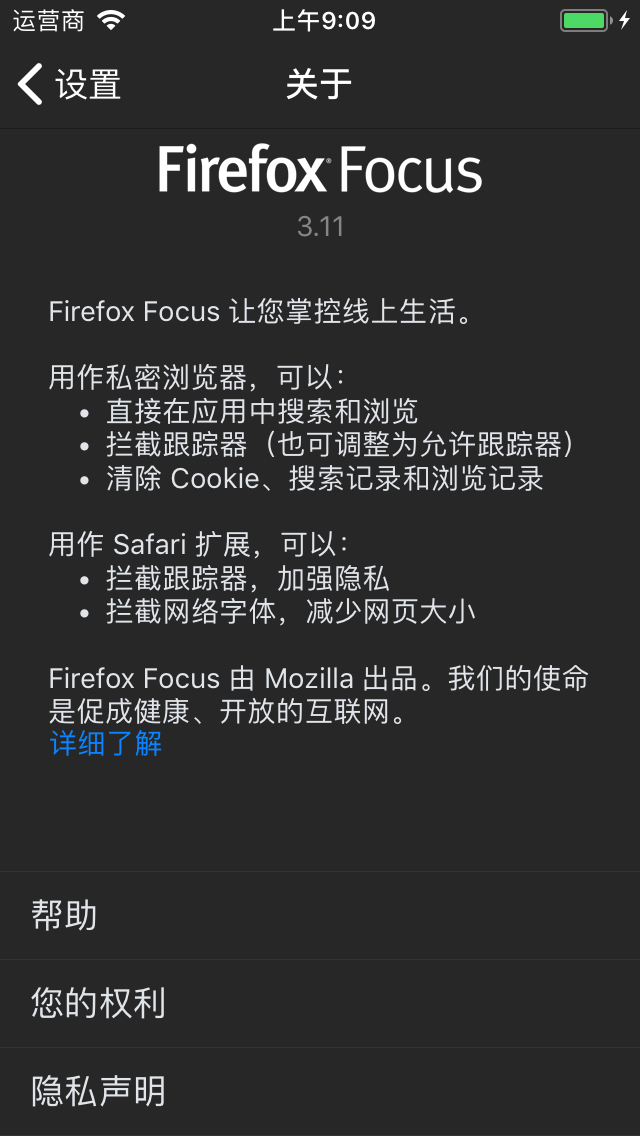 运营商 上午9:09
设置 关于
Firefox® Focus
3.11
Firefox Focus 让您掌控线上生活。
用作私密浏览器，可以：
• 直接在应用中搜索和浏览
• 拦截跟踪器（也可调整为允许跟踪器）
• 清除 Cookie、搜索记录和浏览记录
用作 Safari 扩展，可以：
• 拦截跟踪器，加强隐私
• 拦截网络字体，减少网页大小
Firefox Focus 由 Mozilla 出品。我们的使命
是促成健康、开放的互联网。
详细了解
帮助
您的权利
隐私声明